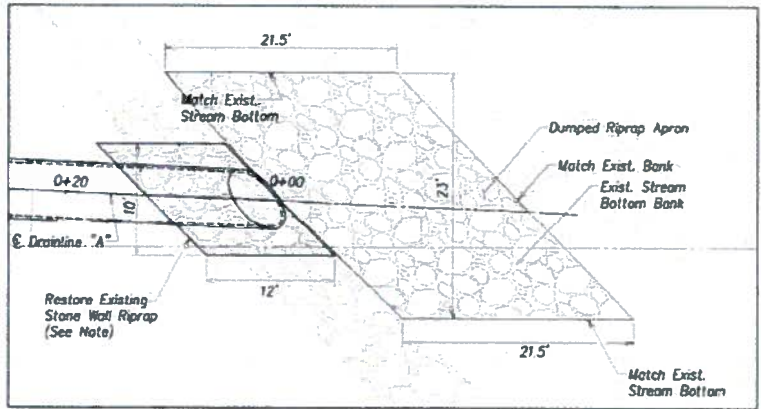 21.5'
Match Exist.
Stream Bottom
Dumped Riprap Apron
Match Exist. Bank
Exist. Stream
Bottom Bank
0+20
0+00
10'
23'
℄ Drainline "A"
12'
Restore Existing
Stone Wall Riprap
(See Note)
21.5'
Match Exist.
Stream Bottom